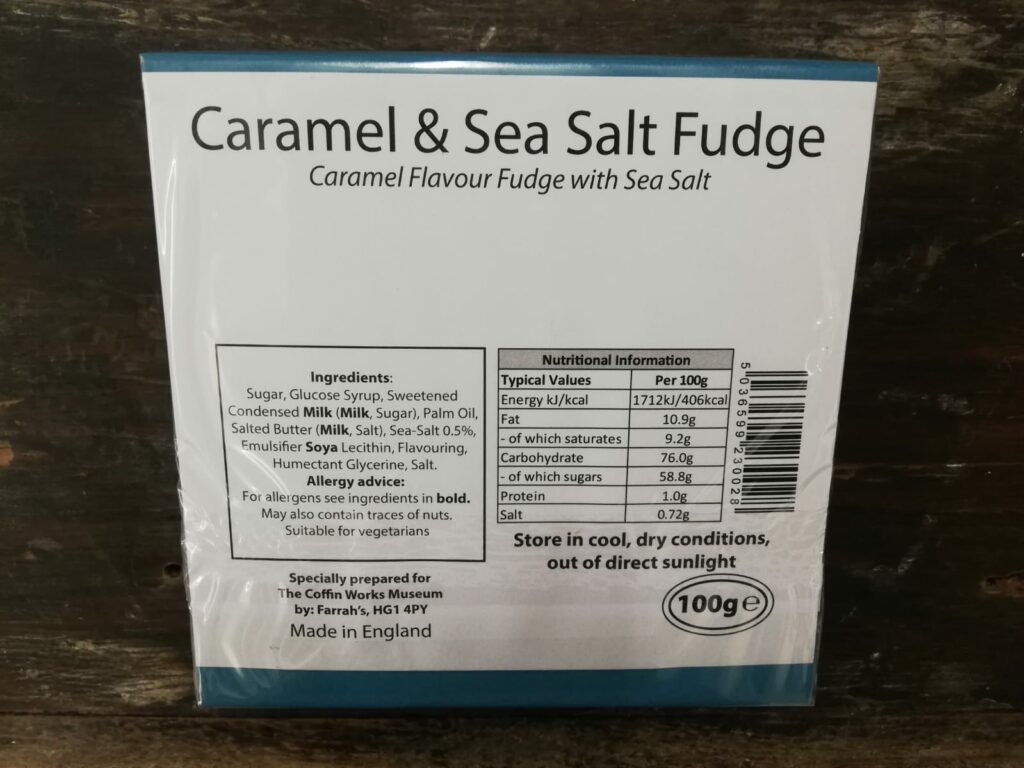 Caramel & Sea Salt Fudge
Caramel Flavour Fudge with Sea Salt
Ingredients:
Sugar, Glucose Syrup, Sweetened
Condensed Milk (Milk, Sugar), Palm Oil,
Salted Butter (Milk, Salt), Sea-Salt 0.5%,
Emulsifier Soya Lecithin, Flavouring,
Humectant Glycerine, Salt.
Allergy advice:
For allergens see ingredients in bold.
May also contain traces of nuts.
Suitable for vegetarians
Nutritional Information
Typical Values Per 100g
Energy kJ/kcal 1712kJ/406kcal
Fat 10.9g
- of which saturates 9.2g
Carbohydrate 76.0g
- of which sugars 58.8g
Protein 1.0g
Salt 0.72g
5 036599 230028
Store in cool, dry conditions,
out of direct sunlight
Specially prepared for
The Coffin Works Museum
by: Farrah's, HG1 4PY
Made in England
100g e